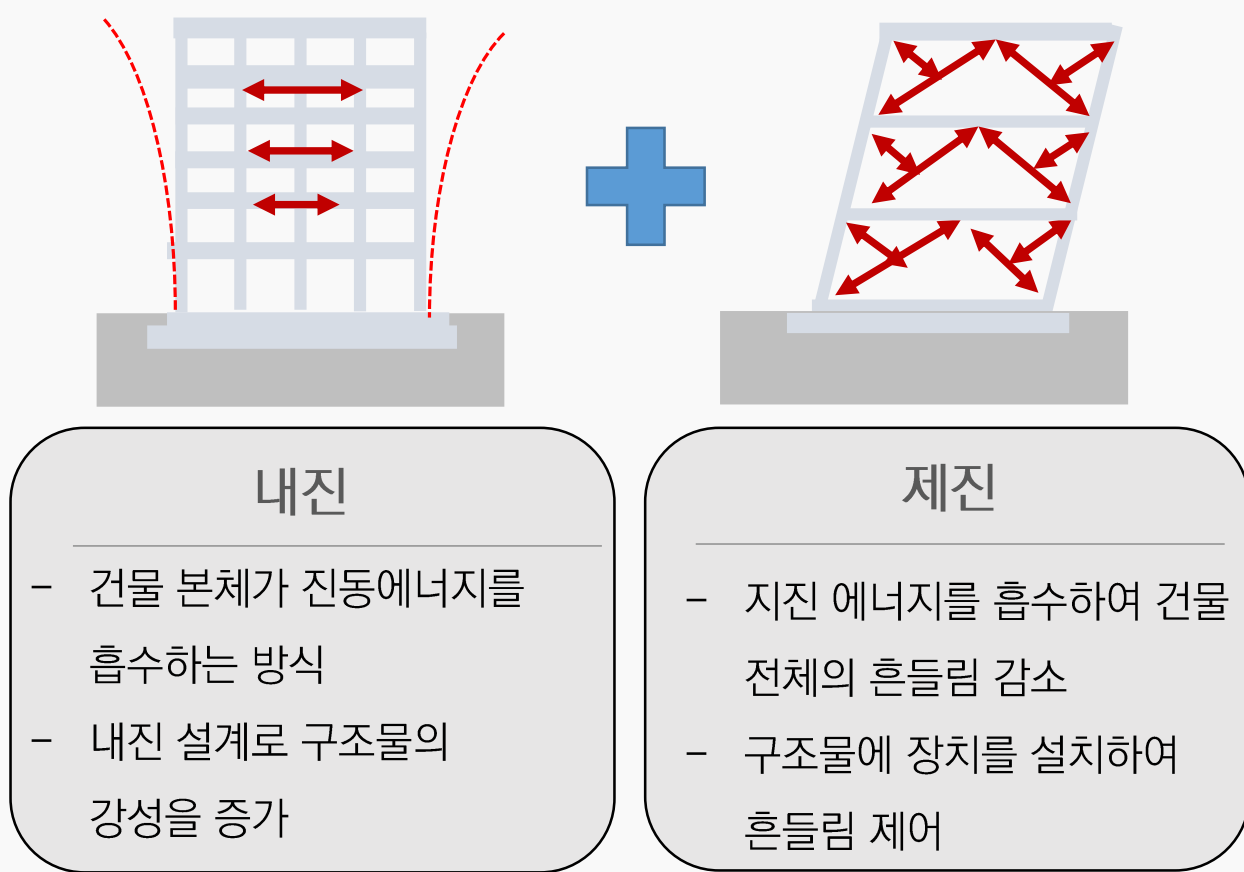 내진
- 건물 본체가 진동에너지를
흡수하는 방식
- 내진 설계로 구조물의
강성을 증가
제진
- 지진 에너지를 흡수하여 건물
전체의 흔들림 감소
- 구조물에 장치를 설치하여
흔들림 제어